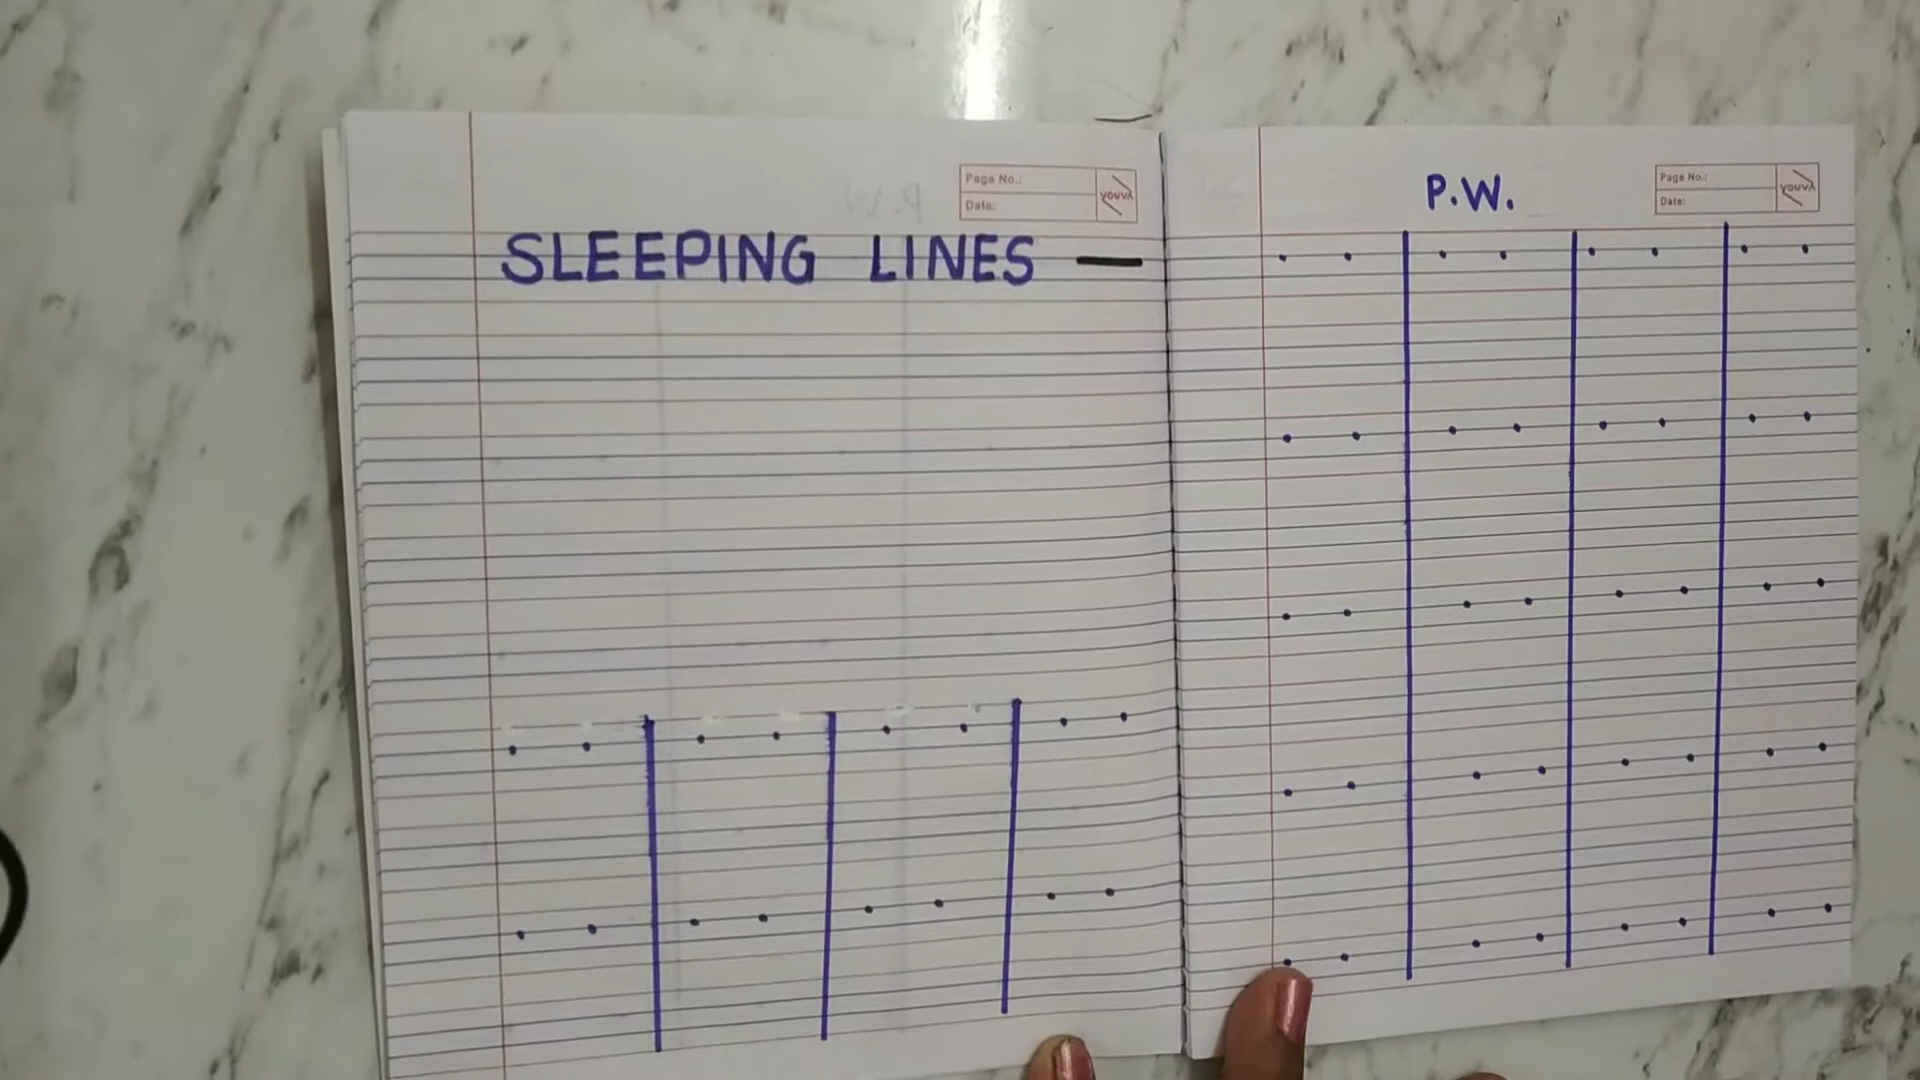 Page No.:
Date:
youva
SLEEPING LINES —
P.W.
Page No.:
Date:
youva